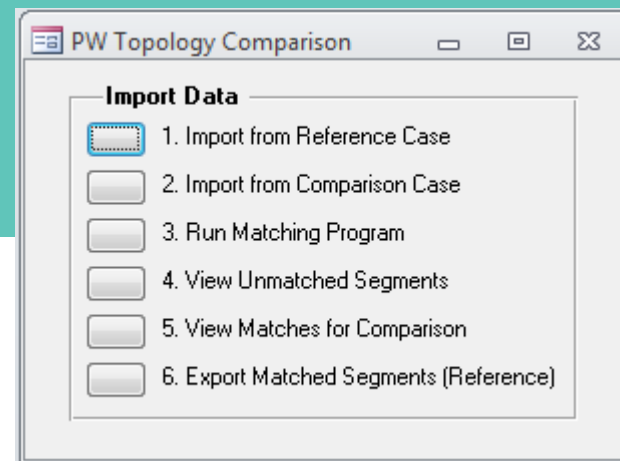 PW Topology Comparison
Import Data
1. Import from Reference Case
2. Import from Comparison Case
3. Run Matching Program
4. View Unmatched Segments
5. View Matches for Comparison
6. Export Matched Segments (Reference)